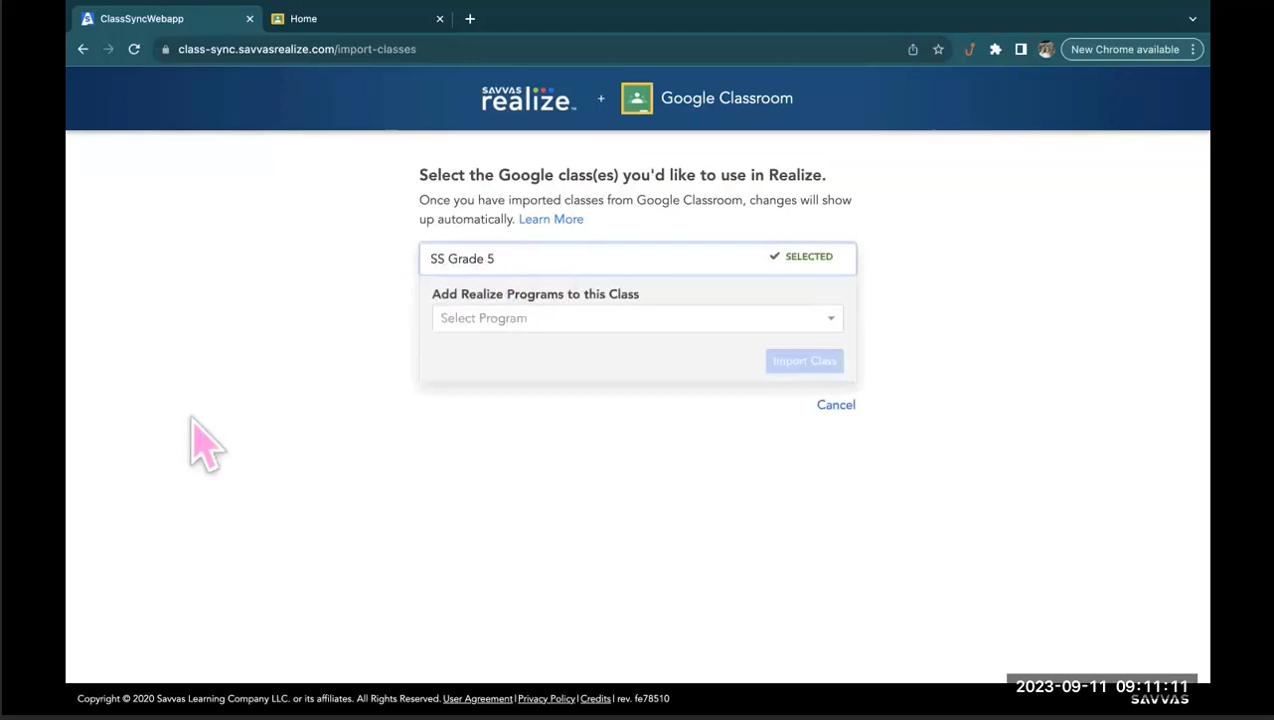 ClassSyncWebapp
Home
class-sync.savvasrealize.com/import-classes
New Chrome available
SAVVAS
realize + Google Classroom
Select the Google class(es) you'd like to use in Realize.
Once you have imported classes from Google Classroom, changes will show
up automatically. Learn More
SS Grade 5 SELECTED
Add Realize Programs to this Class
Select Program
Import Class
Cancel
2023-09-11 09:11:11
Copyright © 2020 Savvas Learning Company LLC. or its affiliates. All Rights Reserved. User Agreement | Privacy Policy | Credits | rev. fe78510
SAVVAS